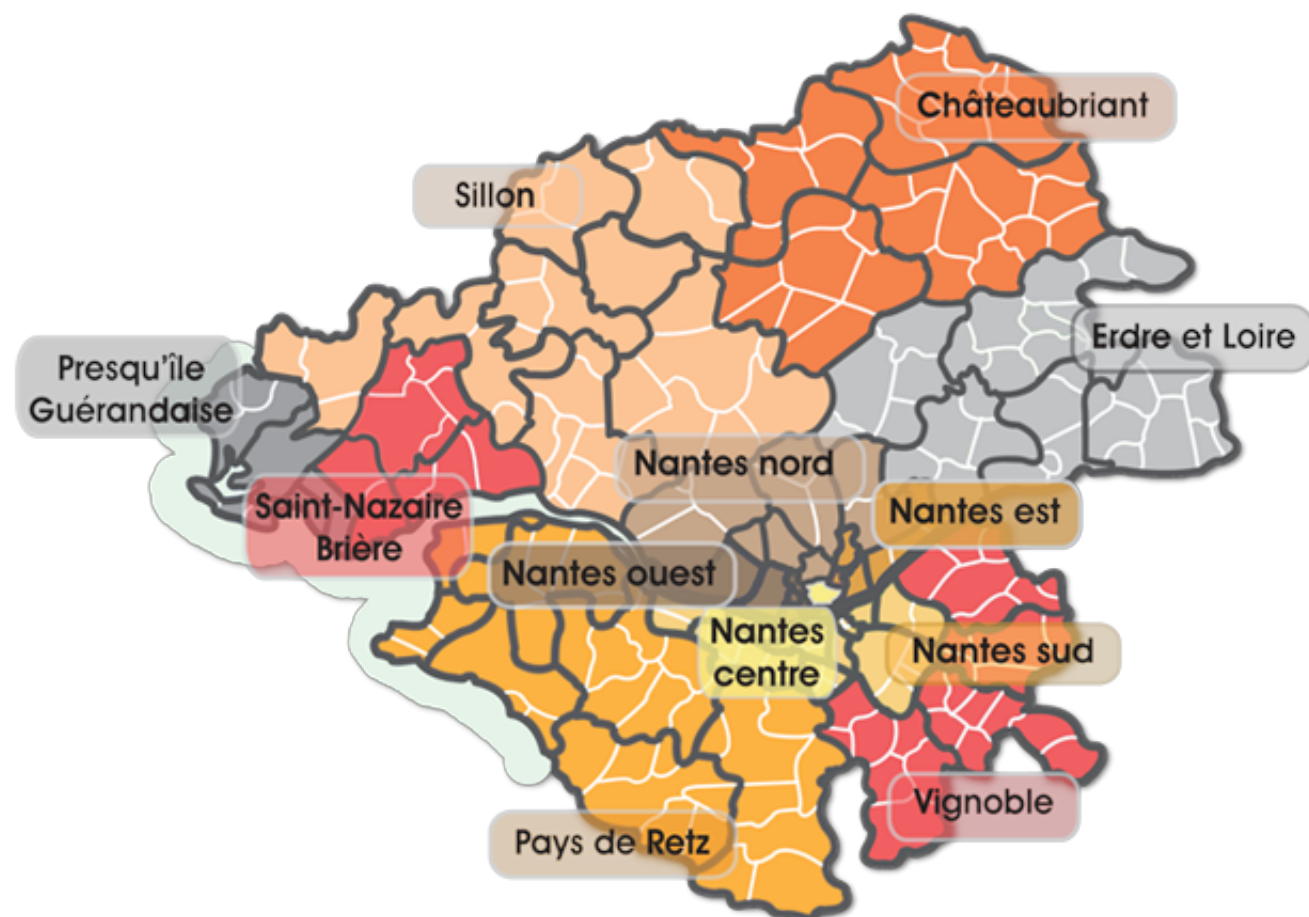 Châteaubriant
Sillon
Erdre et Loire
Presqu'île
Guérandaise
Nantes nord
Saint-Nazaire
Brière
Nantes est
Nantes ouest
Nantes
centre
Nantes sud
Vignoble
Pays de Retz